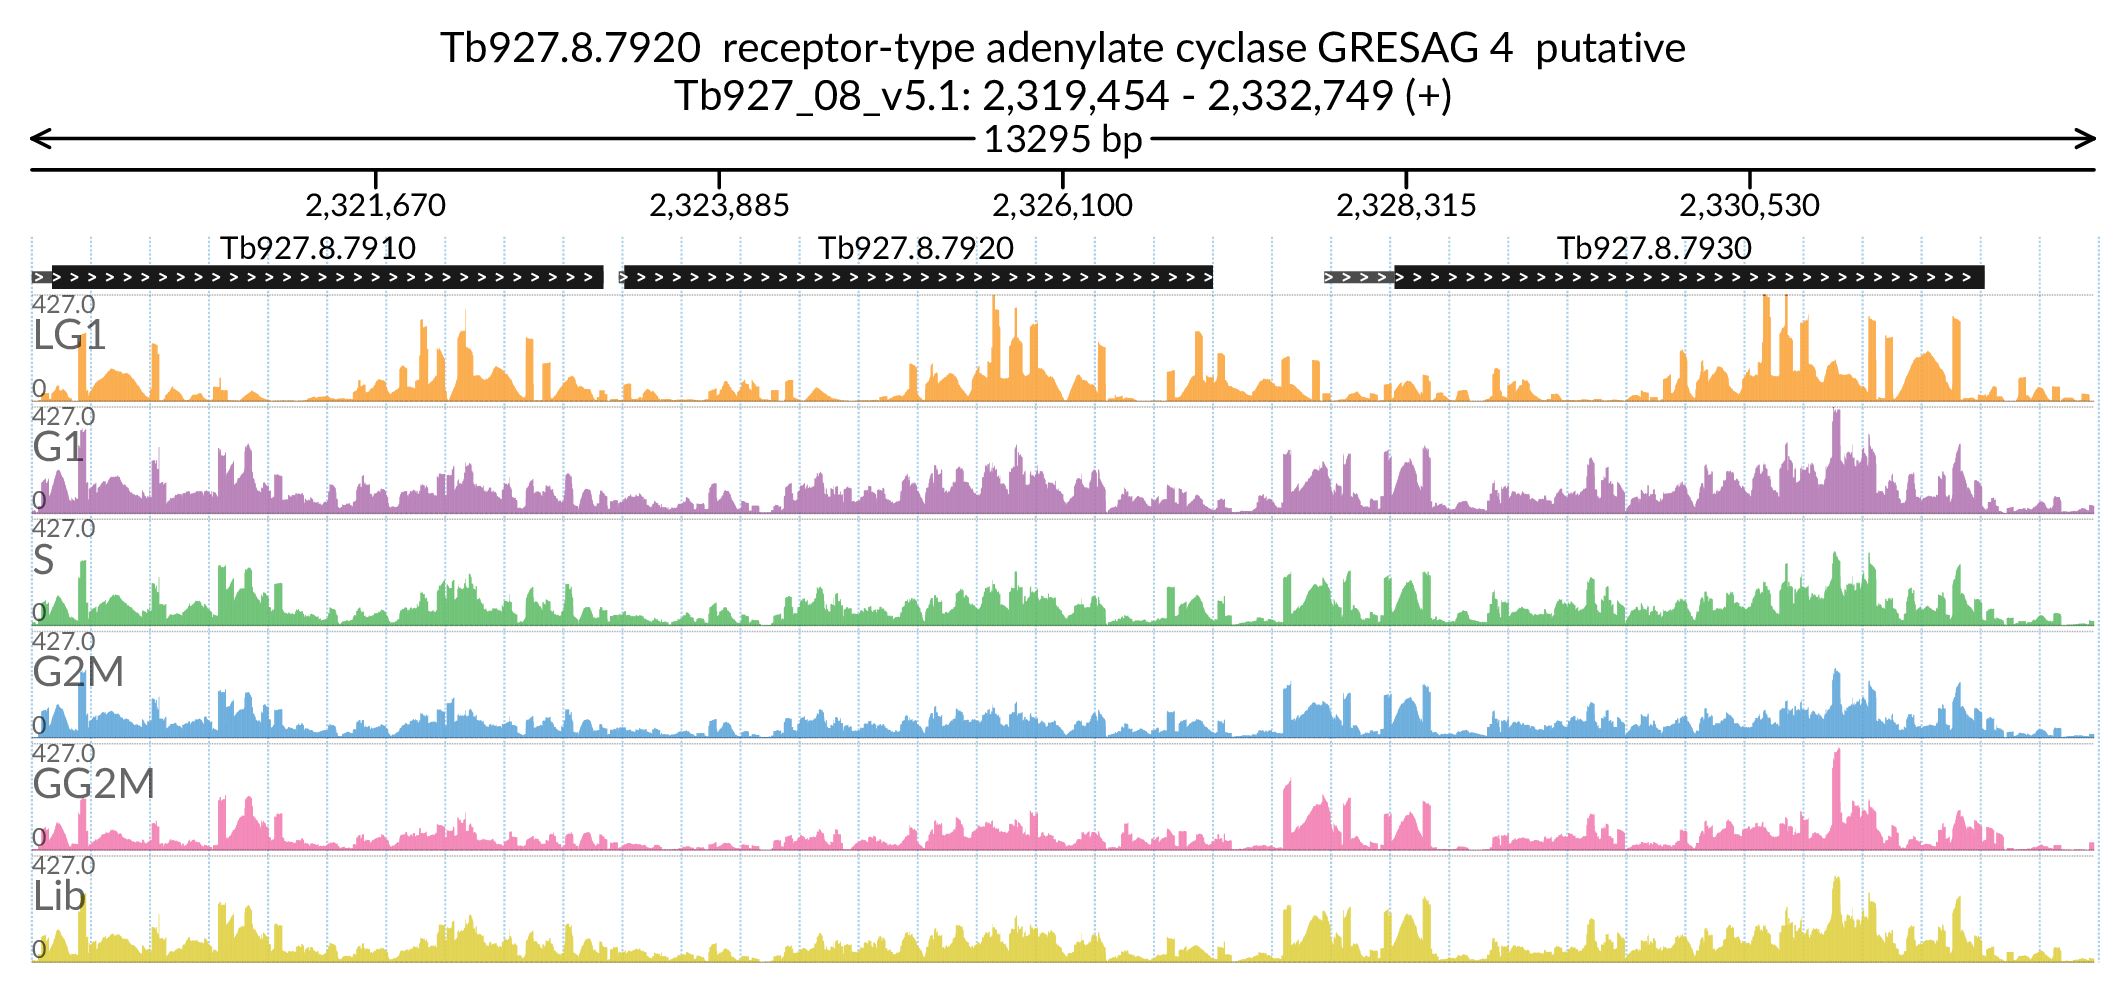 Tb927.8.7920  receptor-type adenylate cyclase GRESAG 4  putative
Tb927_08_v5.1: 2,319,454 - 2,332,749 (+)
13295 bp
2,321,670 2,323,885 2,326,100 2,328,315 2,330,530
Tb927.8.7910 Tb927.8.7920 Tb927.8.7930
427.0
LG1
0
427.0
G1
0
427.0
S
0
427.0
G2M
0
427.0
GG2M
0
427.0
Lib
0